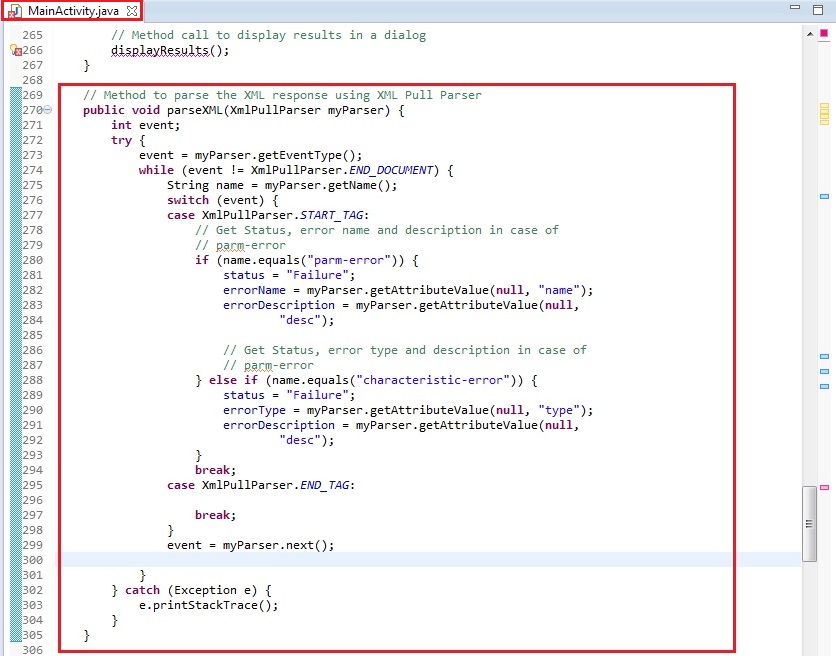 MainActivity.java
265         // Method call to display results in a dialog
266         displayResults();
267     }
268
269     // Method to parse the XML response using XML Pull Parser
270     public void parseXML(XmlPullParser myParser) {
271         int event;
272         try {
273             event = myParser.getEventType();
274             while (event != XmlPullParser.END_DOCUMENT) {
275                 String name = myParser.getName();
276                 switch (event) {
277                 case XmlPullParser.START_TAG:
278                     // Get Status, error name and description in case of
279                     // parm-error
280                     if (name.equals("parm-error")) {
281                         status = "Failure";
282                         errorName = myParser.getAttributeValue(null, "name");
283                         errorDescription = myParser.getAttributeValue(null,
284                                 "desc");
285
286                         // Get Status, error type and description in case of
287                         // parm-error
288                     } else if (name.equals("characteristic-error")) {
289                         status = "Failure";
290                         errorType = myParser.getAttributeValue(null, "type");
291                         errorDescription = myParser.getAttributeValue(null,
292                                 "desc");
293                     }
294                     break;
295                 case XmlPullParser.END_TAG:
296
297                     break;
298                 }
299                 event = myParser.next();
300
301             }
302         } catch (Exception e) {
303             e.printStackTrace();
304         }
305     }
306